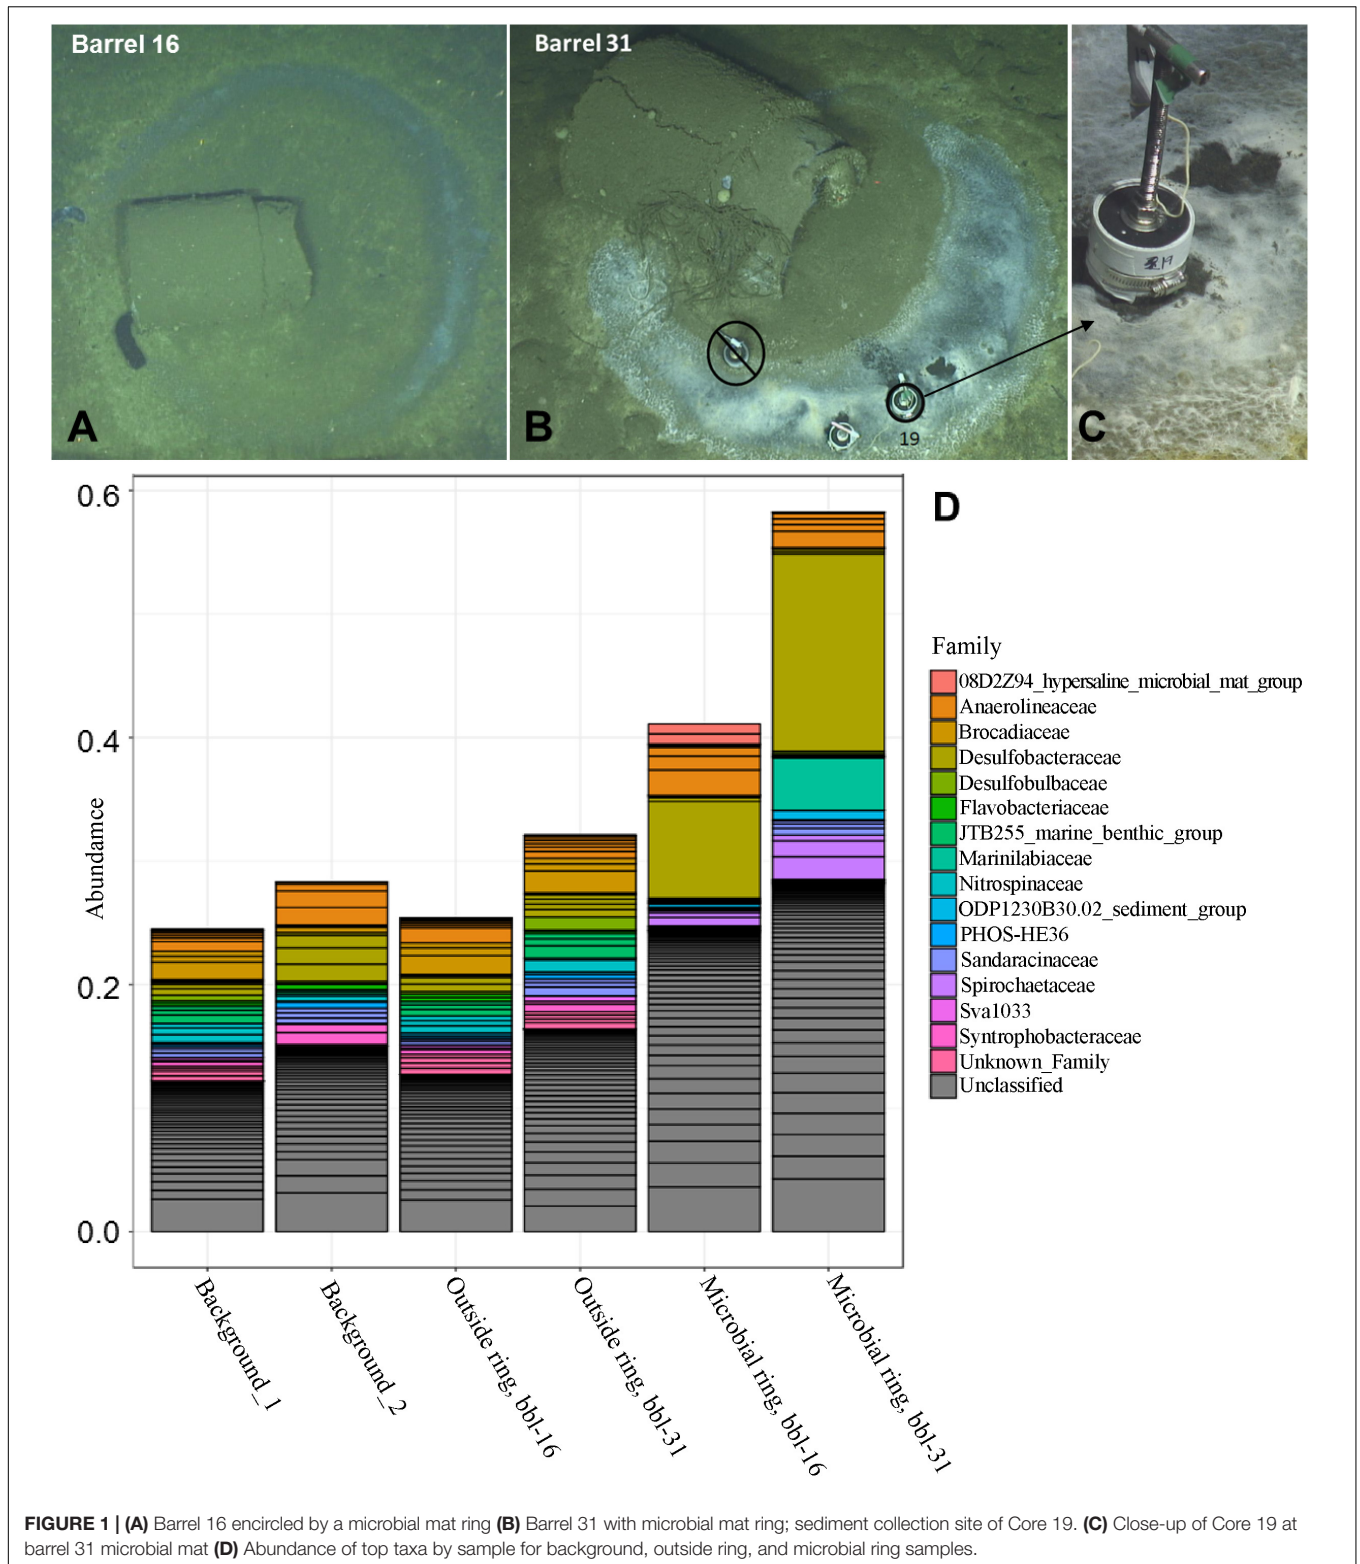 Barrel 16
Barrel 31
A
B
19
C
D
0.6
0.4
0.2
0.0
Abundamce
Family
08D2Z94_hypersaline_microbial_mat_group
Anaerolineaceae
Brocadiaceae
Desulfobacteraceae
Desulfobulbaceae
Flavobacteriaceae
JTB255_marine_benthic_group
Marinilabiaceae
Nitrospinaceae
ODP1230B30.02_sediment_group
PHOS-HE36
Sandaracinaceae
Spirochaetaceae
Sva1033
Syntrophobacteraceae
Unknown_Family
Unclassified
Background_1
Background_2
Outside ring, bbl-16
Outside ring, bbl-31
Microbial ring, bbl-16
Microbial ring, bbl-31
FIGURE 1 | (A) Barrel 16 encircled by a microbial mat ring (B) Barrel 31 with microbial mat ring; sediment collection site of Core 19. (C) Close-up of Core 19 at
barrel 31 microbial mat (D) Abundance of top taxa by sample for background, outside ring, and microbial ring samples.